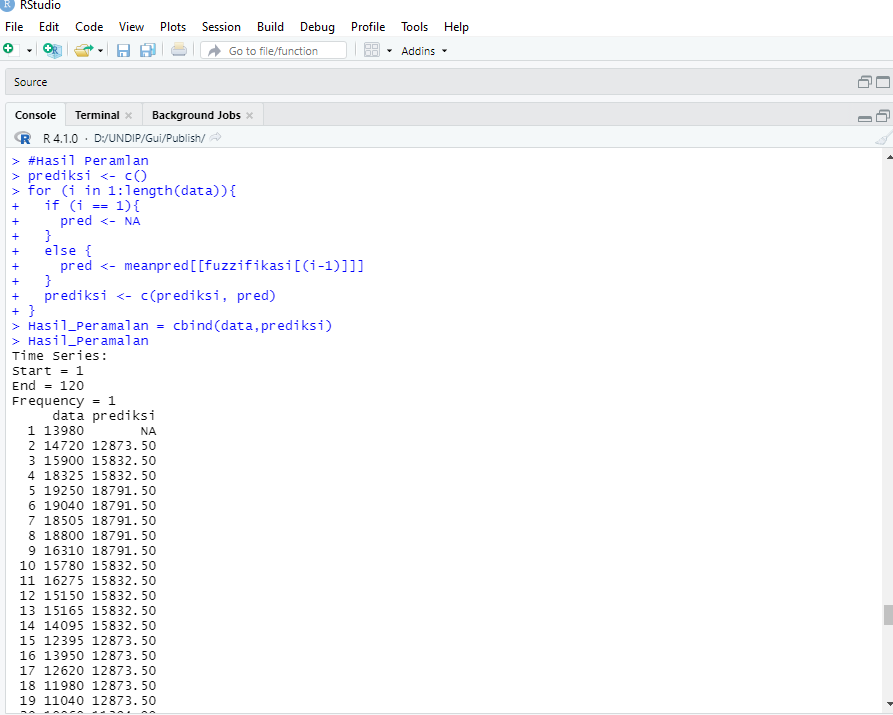 RStudio
File Edit Code View Plots Session Build Debug Profile Tools Help
Go to file/function Addins
Source
Console Terminal Background Jobs
R 4.1.0 · D:/UNDIP/Gui/Publish/
> #Hasil Peramlan
> prediksi <- c()
> for (i in 1:length(data)){
+   if (i == 1){
+     pred <- NA
+   }
+   else {
+     pred <- meanpred[[fuzzifikasi[(i-1)]]]
+   }
+   prediksi <- c(prediksi, pred)
+ }
> Hasil_Peramalan = cbind(data,prediksi)
> Hasil_Peramalan
Time Series:
Start = 1
End = 120
Frequency = 1
data prediksi
1 13980 NA
2 14720 12873.50
3 15900 15832.50
4 18325 15832.50
5 19250 18791.50
6 19040 18791.50
7 18505 18791.50
8 18800 18791.50
9 16310 18791.50
10 15780 15832.50
11 16275 15832.50
12 15150 15832.50
13 15165 15832.50
14 14095 15832.50
15 12395 12873.50
16 13950 12873.50
17 12620 12873.50
18 11980 12873.50
19 11040 12873.50